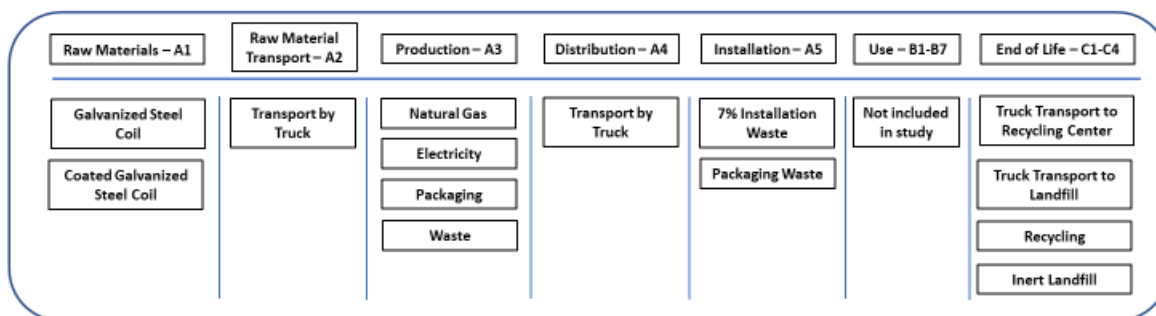 Raw Materials – A1
Raw Material
Transport – A2
Production – A3
Distribution – A4
Installation – A5
Use – B1-B7
End of Life – C1-C4
Galvanized Steel
Coil
Coated Galvanized
Steel Coil
Transport by
Truck
Natural Gas
Electricity
Packaging
Waste
Transport by
Truck
7% Installation
Waste
Packaging Waste
Not included
in study
Truck Transport to
Recycling Center
Truck Transport to
Landfill
Recycling
Inert Landfill